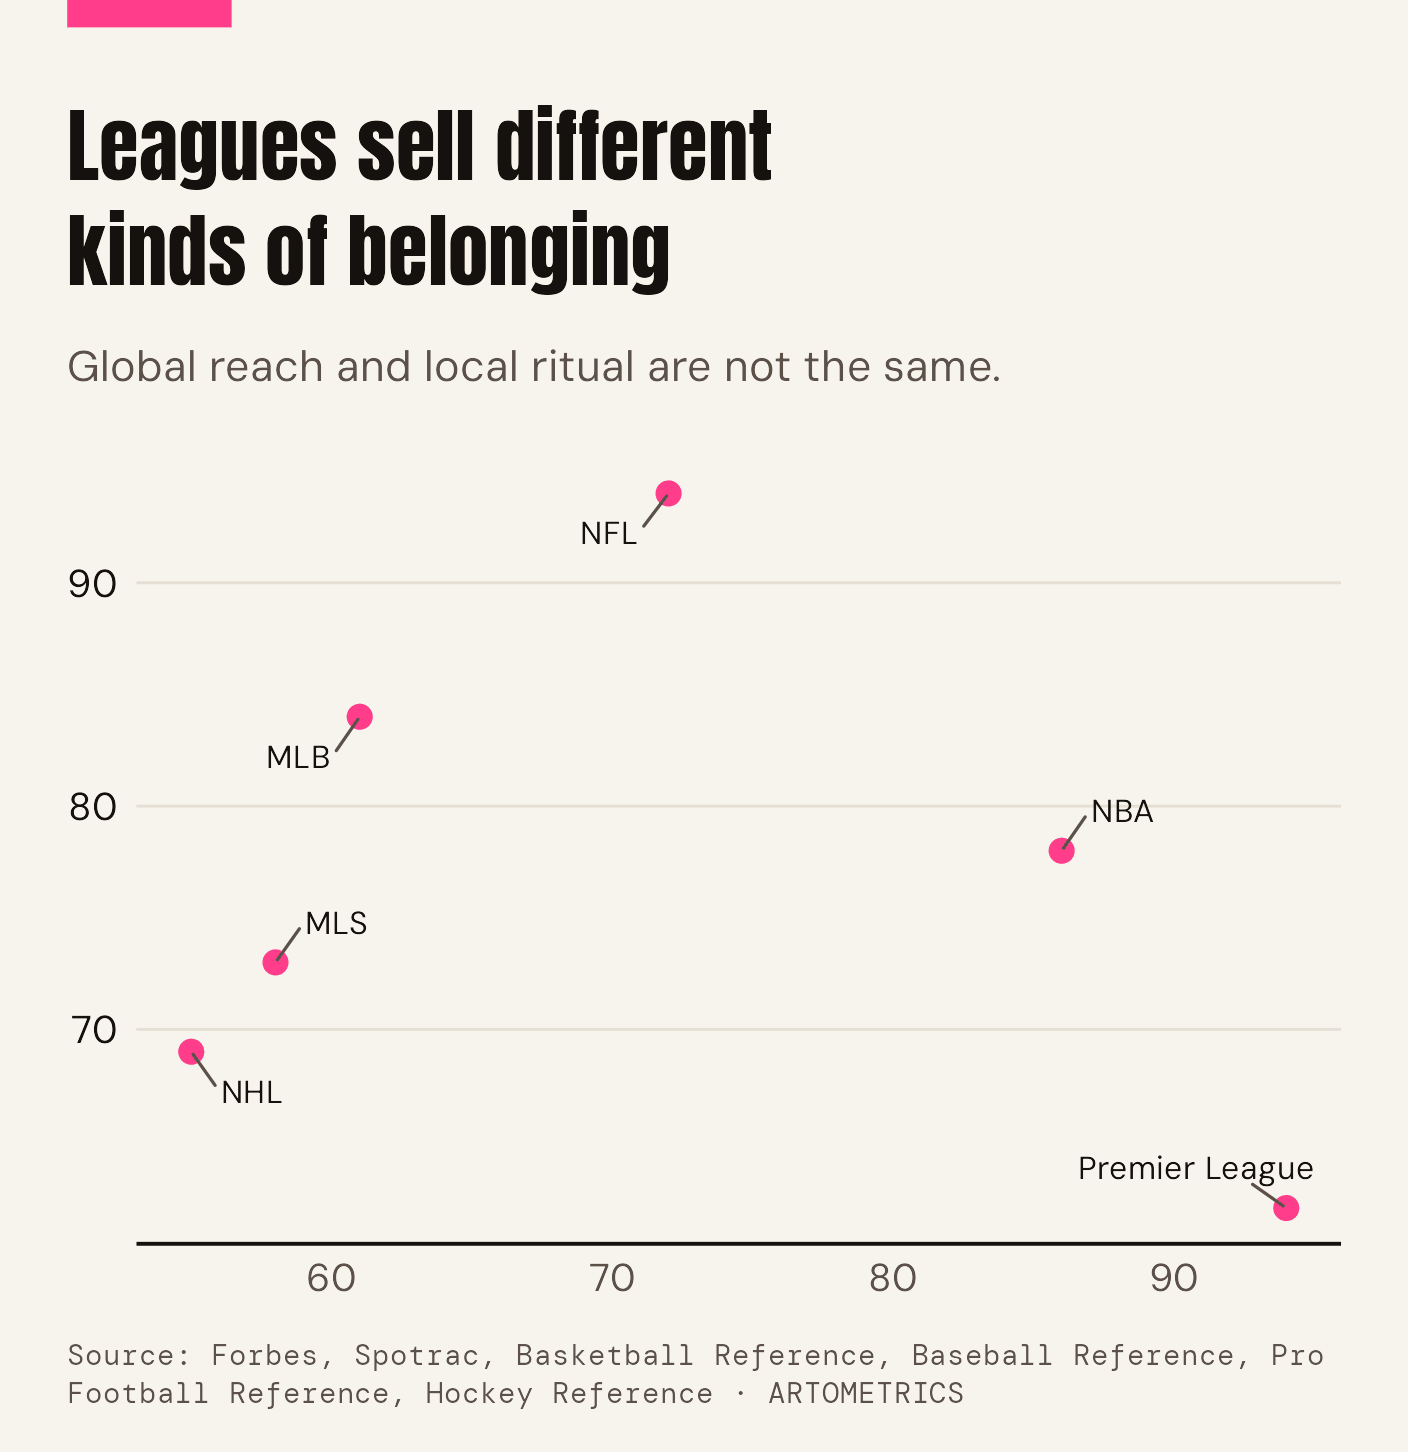 Leagues sell different
kinds of belonging
Global reach and local ritual are not the same.
NFL
90
MLB
80
NBA
MLS
70
NHL
Premier League
60 70 80 90
Source: Forbes, Spotrac, Basketball Reference, Baseball Reference, Pro
Football Reference, Hockey Reference · ARTOMETRICS